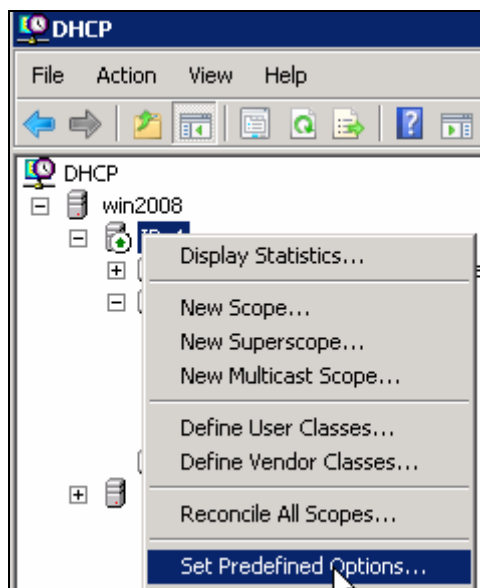 DHCP
File Action View Help
DHCP
win2008
Display Statistics...
New Scope...
New Superscope...
New Multicast Scope...
Define User Classes...
Define Vendor Classes...
Reconcile All Scopes...
Set Predefined Options...